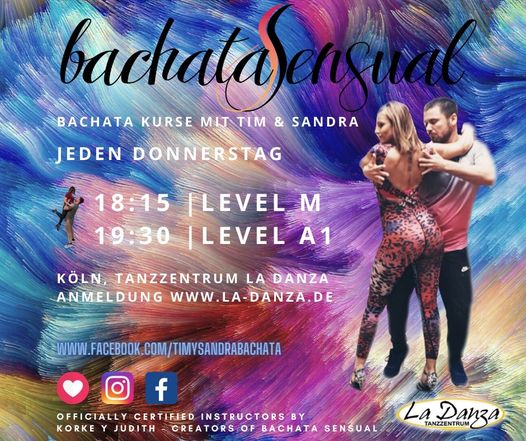 bachata Sensual
BACHATA KURSE MIT TIM & SANDRA
JEDEN DONNERSTAG
18:15 | LEVEL M
19:30 | LEVEL A1
KÖLN, TANZZENTRUM LA DANZA
ANMELDUNG WWW.LA-DANZA.DE
WWW.FACEBOOK.COM/TIMYSANDRABACHATA
OFFICIALLY CERTIFIED INSTRUCTORS BY
KORKE Y JUDITH - CREATORS OF BACHATA SENSUAL
La Danza
TANZZENTRUM